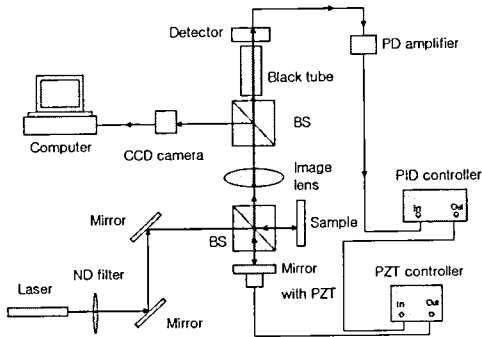 Detector
PD amplifier
Black tube
BS
Computer
CCD camera
Image
lens
PID controller
In
Out
Mirror
Sample
BS
ND filter
Mirror
with PZT
PZT controller
In
Out
Laser
Mirror